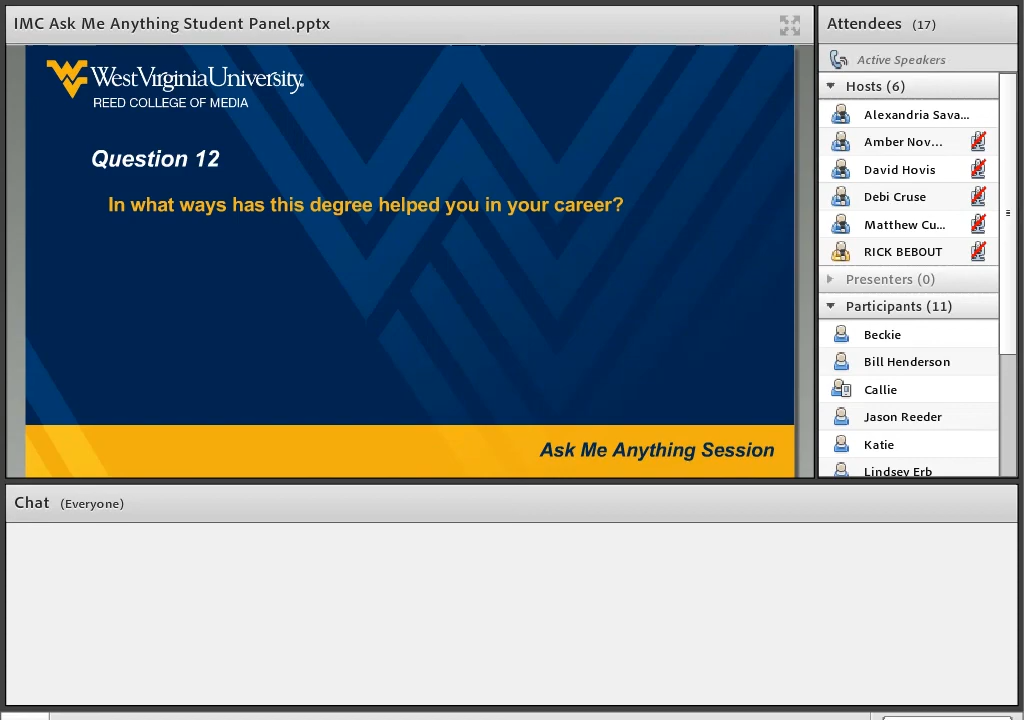 IMC Ask Me Anything Student Panel.pptx
WestVirginiaUniversity.
REED COLLEGE OF MEDIA
Question 12
In what ways has this degree helped you in your career?
Ask Me Anything Session
Attendees (17)
Active Speakers
Hosts (6)
Alexandria Sava...
Amber Nov...
David Hovis
Debi Cruse
Matthew Cu...
RICK BEBOUT
Presenters (0)
Participants (11)
Beckie
Bill Henderson
Callie
Jason Reeder
Katie
Lindsey Erb
Chat (Everyone)